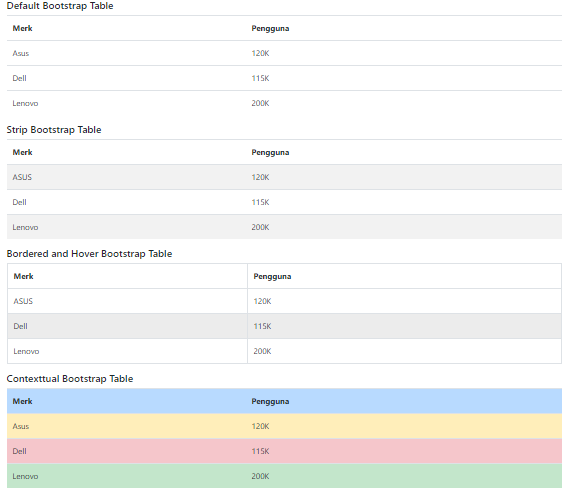 Default Bootstrap Table
Merk Pengguna
Asus 120K
Dell 115K
Lenovo 200K
Strip Bootstrap Table
Merk Pengguna
ASUS 120K
Dell 115K
Lenovo 200K
Bordered and Hover Bootstrap Table
Merk Pengguna
ASUS 120K
Dell 115K
Lenovo 200K
Contexttual Bootstrap Table
Merk Pengguna
Asus 120K
Dell 115K
Lenovo 200K